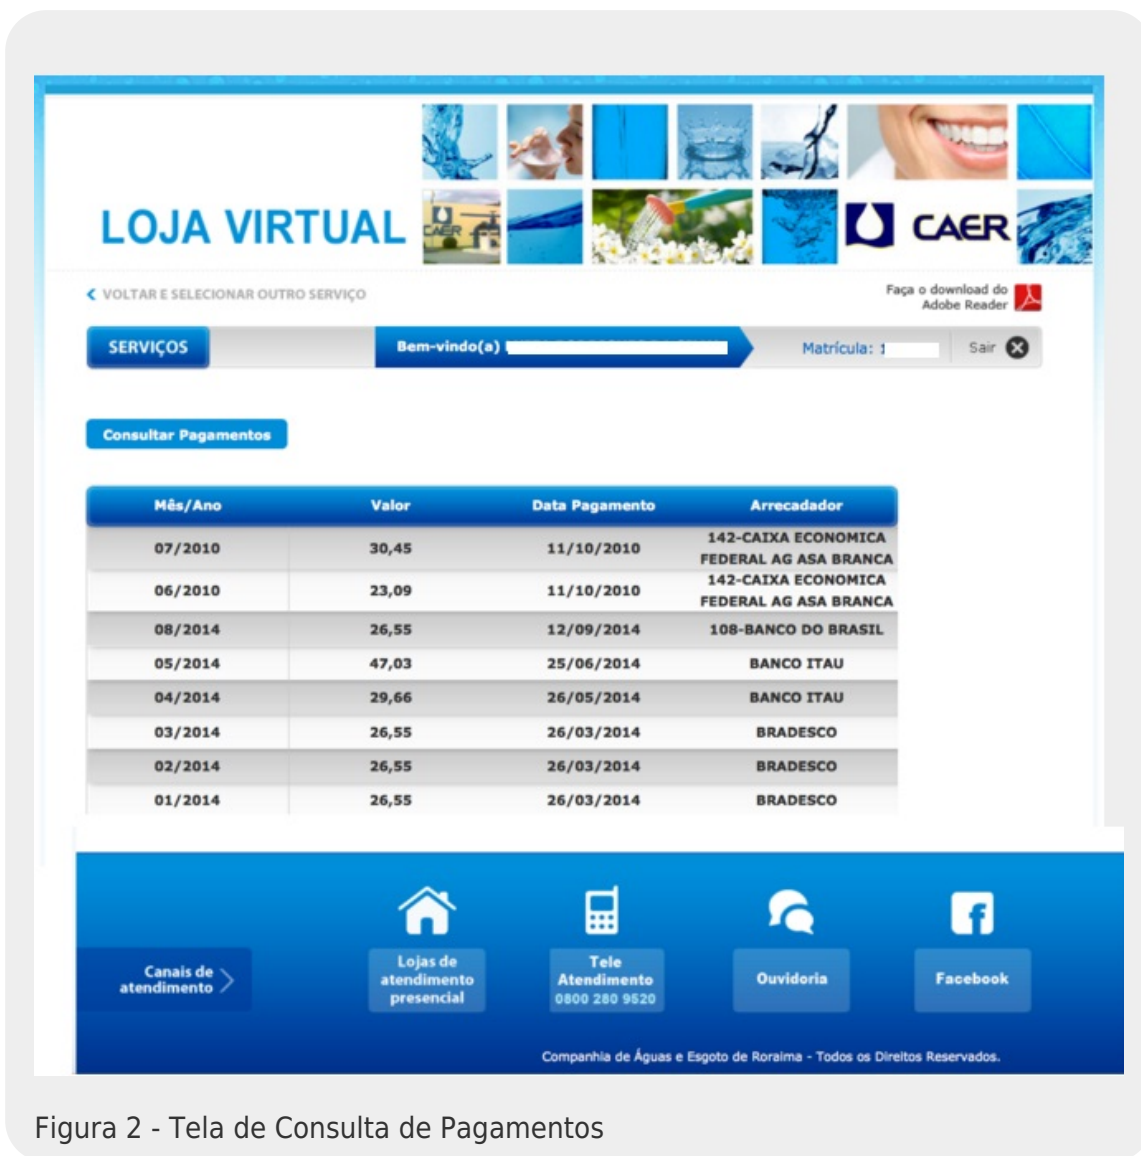 LOJA VIRTUAL
CAER
CAER
VOLTAR E SELECIONAR OUTRO SERVIÇO
Faça o download do
Adobe Reader
SERVIÇOS
Bem-vindo(a)
Matrícula: 1
Sair
Consultar Pagamentos
Mês/Ano Valor Data Pagamento Arrecadador
07/2010 30,45 11/10/2010 142-CAIXA ECONOMICA FEDERAL AG ASA BRANCA
06/2010 23,09 11/10/2010 142-CAIXA ECONOMICA FEDERAL AG ASA BRANCA
08/2014 26,55 12/09/2014 108-BANCO DO BRASIL
05/2014 47,03 25/06/2014 BANCO ITAU
04/2014 29,66 26/05/2014 BANCO ITAU
03/2014 26,55 26/03/2014 BRADESCO
02/2014 26,55 26/03/2014 BRADESCO
01/2014 26,55 26/03/2014 BRADESCO
Canais de
atendimento
Lojas de
atendimento
presencial
Tele
Atendimento
0800 280 9520
Ouvidoria
Facebook
Companhia de Águas e Esgoto de Roraima - Todos os Direitos Reservados.
Figura 2 - Tela de Consulta de Pagamentos